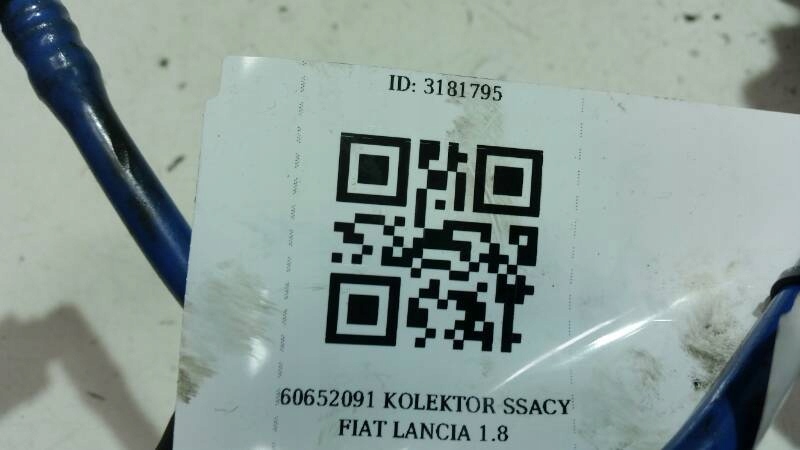 ID: 3181795
60652091 KOLEKTOR SSACY
FIAT LANCIA 1.8